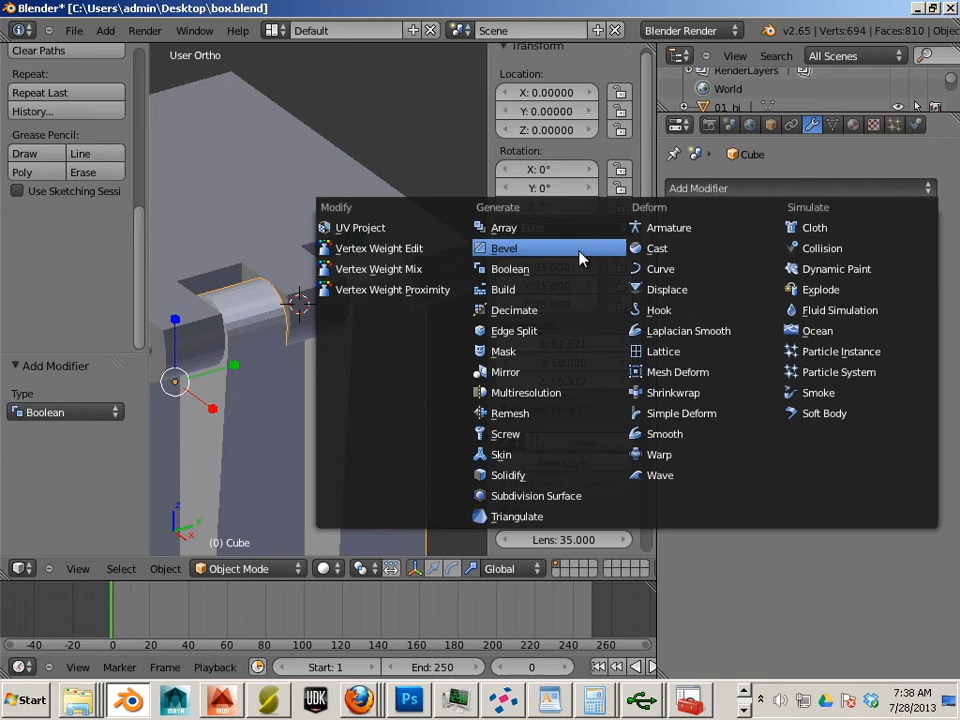 Blender* [C:\Users\admin\Desktop\box.blend]
File Add Render Window Help Default Scene Blender Render v2.65 | Verts:694 | Faces:810 | Objec
Clear Paths
Repeat:
Repeat Last
History...
Grease Pencil:
Draw Line
Poly Erase
Use Sketching Sessi
Add Modifier
Type
Boolean
User Ortho
(0) Cube
Transform
Location:
X: 0.00000
Y: 0.00000
Z: 0.00000
Rotation:
X: 0°
Y: 0°
Lens: 35.000
View Search All Scenes
RenderLayers
World
01_hi
Cube
Add Modifier
Modify
UV Project
Vertex Weight Edit
Vertex Weight Mix
Vertex Weight Proximity
Generate
Array
Bevel
Boolean
Build
Decimate
Edge Split
Mask
Mirror
Multiresolution
Remesh
Screw
Skin
Solidify
Subdivision Surface
Triangulate
Deform
Armature
Cast
Curve
Displace
Hook
Laplacian Smooth
Lattice
Mesh Deform
Shrinkwrap
Simple Deform
Smooth
Warp
Wave
Simulate
Cloth
Collision
Dynamic Paint
Explode
Fluid Simulation
Ocean
Particle Instance
Particle System
Smoke
Soft Body
View Select Object Object Mode Global
-40 -20 0 20 40 60 80 100 120 140 160 180 200 220 240 260
View Marker Frame Playback Start: 1 End: 250 0
Start UDK Ps 7:38 AM
7/28/2013